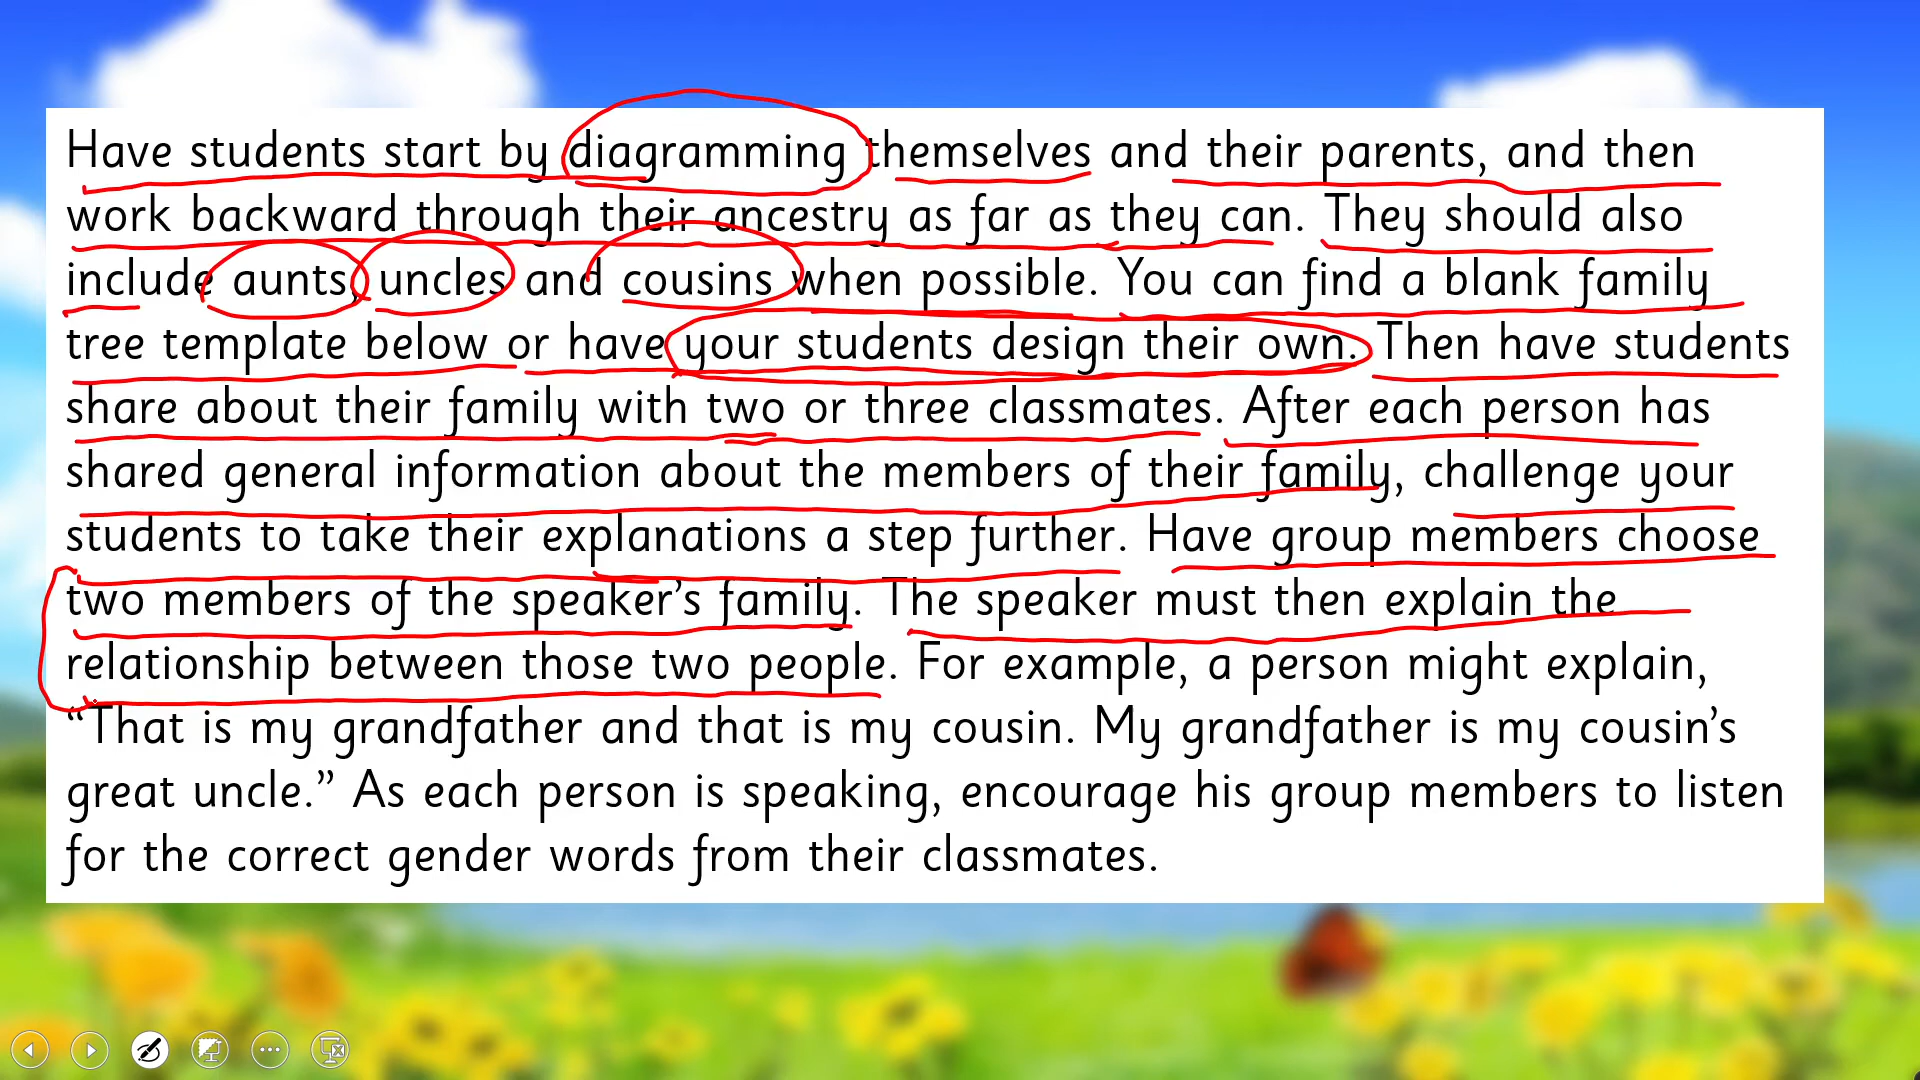 Have students start by diagramming themselves and their parents, and then
work backward through their ancestry as far as they can. They should also
include aunts, uncles and cousins when possible. You can find a blank family
tree template below or have your students design their own. Then have students
share about their family with two or three classmates. After each person has
shared general information about the members of their family, challenge your
students to take their explanations a step further. Have group members choose
two members of the speaker’s family. The speaker must then explain the
relationship between those two people. For example, a person might explain,
“That is my grandfather and that is my cousin. My grandfather is my cousin’s
great uncle.” As each person is speaking, encourage his group members to listen
for the correct gender words from their classmates.